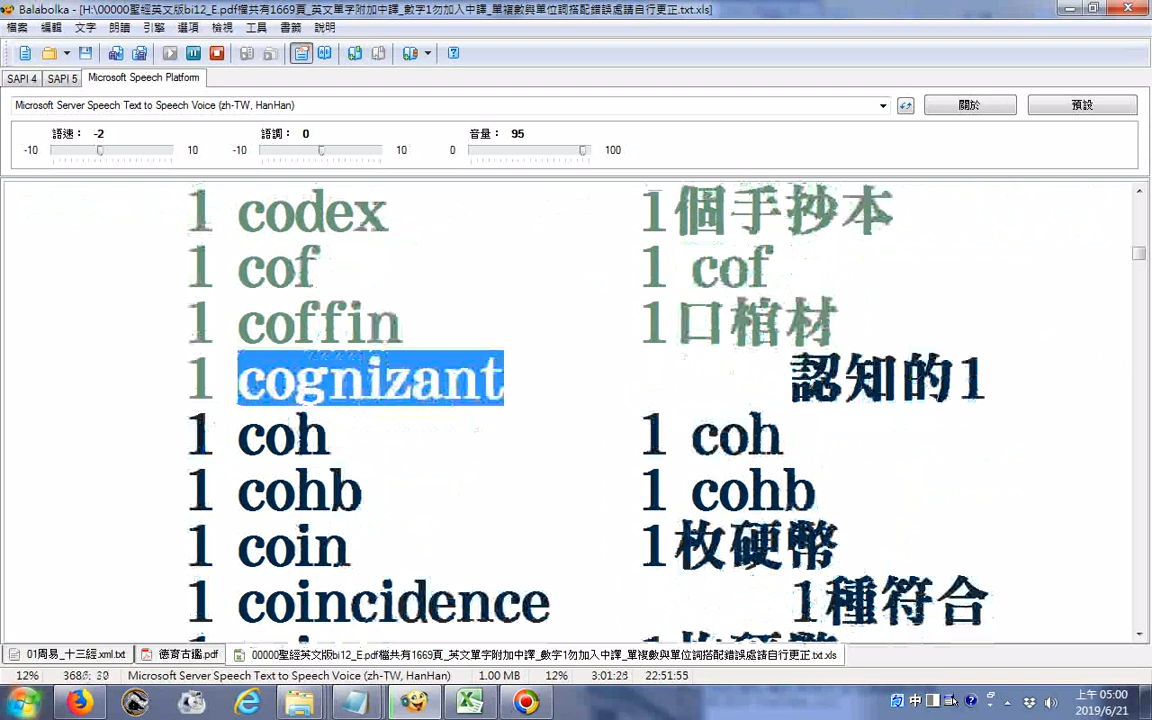 Balabolka - [H:\00000聖經英文版bi12_E.pdf檔共有1669頁_英文單字附加中譯_數字1勿加入中譯_單複數與單位詞搭配錯誤處請自行更正.txt.xls]
檔案 編輯 文字 朗讀 引擎 選項 檢視 工具 書籤 說明
SAPI 4 SAPI 5 Microsoft Speech Platform
Microsoft Server Speech Text to Speech Voice (zh-TW, HanHan) 關於 預設
語速： -2 語調： 0 音量： 95
-10 10 -10 10 0 100
1 codex 1個手抄本
1 cof 1 cof
1 coffin 1口棺材
1 cognizant 認知的1
1 coh 1 coh
1 cohb 1 cohb
1 coin 1枚硬幣
1 coincidence 1種符合
01周易_十三經.xml.txt 德育古鑑.pdf 00000聖經英文版bi12_E.pdf檔共有1669頁_英文單字附加中譯_數字1勿加入中譯_單複數與單位詞搭配錯誤處請自行更正.txt.xls
12% Microsoft Server Speech Text to Speech Voice (zh-TW, HanHan) 1.00 MB 12% 3:01:26 22:51:55
中 上午 05:00
2019/6/21